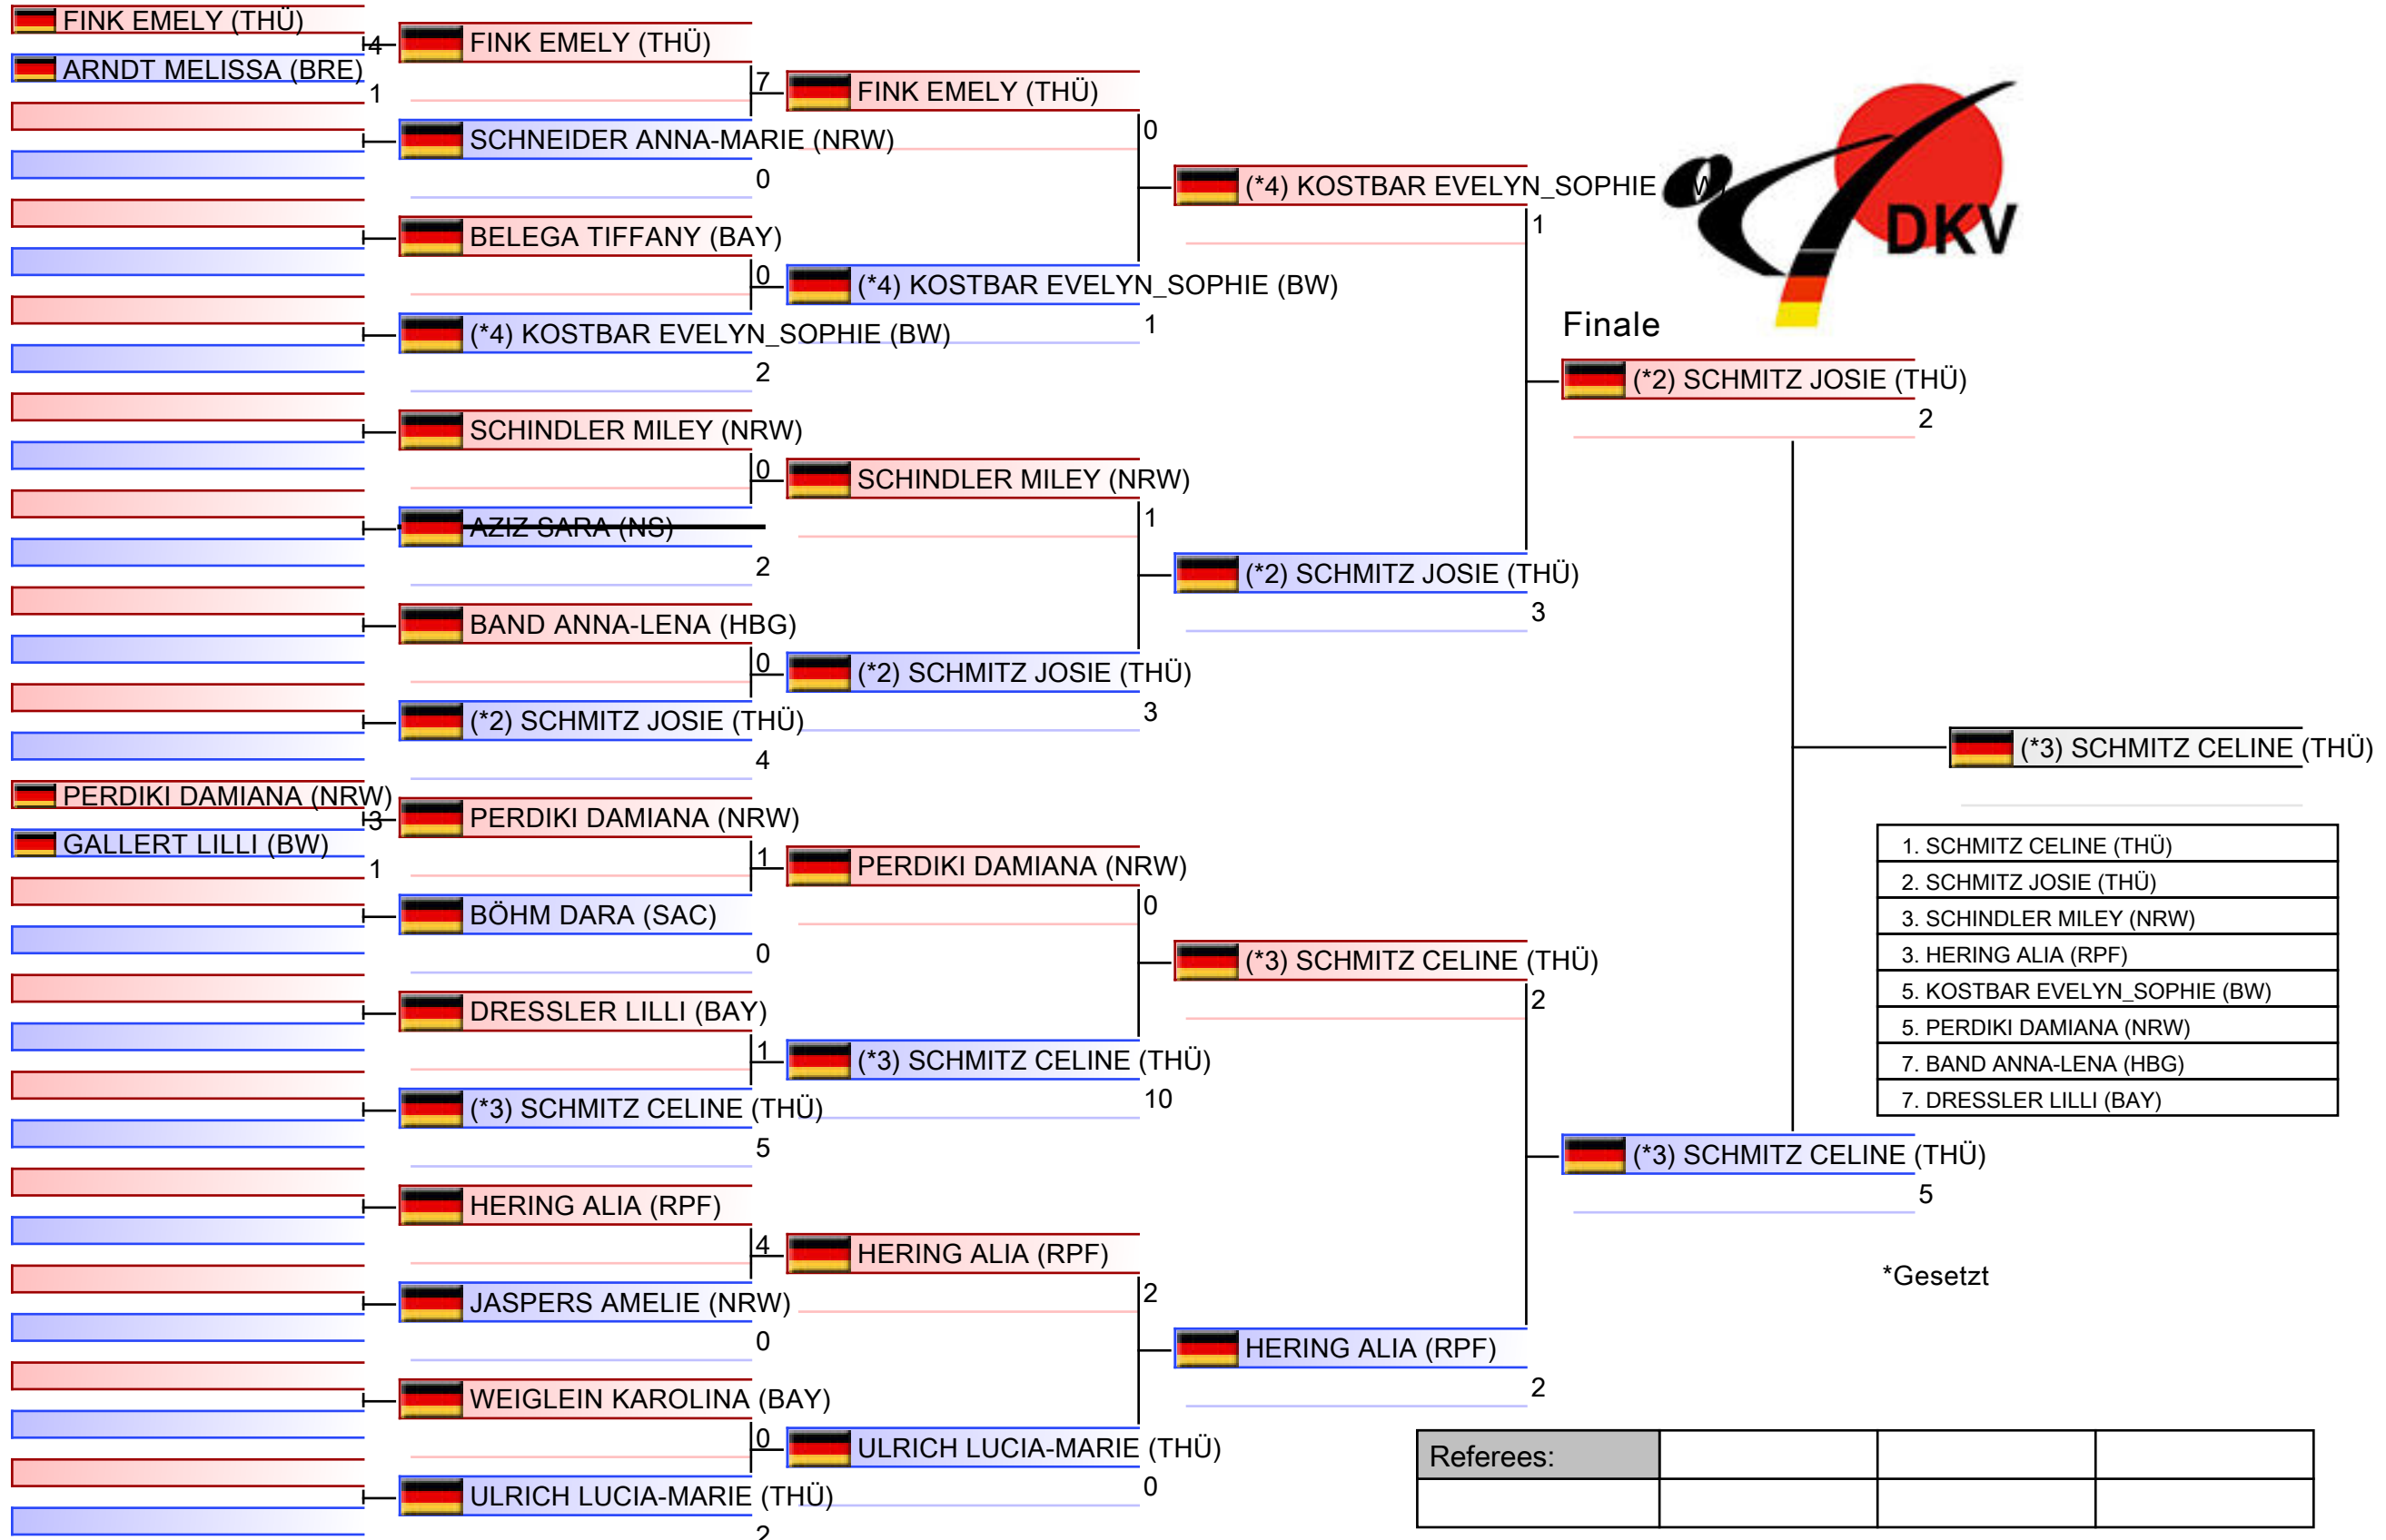 FINK EMELY (THÜ)
4
ARNDT MELISSA (BRE)
1
PERDIKI DAMIANA (NRW)
3
GALLERT LILLI (BW)
1
FINK EMELY (THÜ)
7
SCHNEIDER ANNA-MARIE (NRW)
0
BELEGA TIFFANY (BAY)
0
(*4) KOSTBAR EVELYN_SOPHIE (BW)
2
SCHINDLER MILEY (NRW)
0
AZIZ SARA (NS)
2
BAND ANNA-LENA (HBG)
0
(*2) SCHMITZ JOSIE (THÜ)
4
PERDIKI DAMIANA (NRW)
1
BÖHM DARA (SAC)
0
DRESSLER LILLI (BAY)
1
(*3) SCHMITZ CELINE (THÜ)
5
HERING ALIA (RPF)
4
JASPERS AMELIE (NRW)
0
WEIGLEIN KAROLINA (BAY)
0
ULRICH LUCIA-MARIE (THÜ)
2
FINK EMELY (THÜ)
0
(*4) KOSTBAR EVELYN_SOPHIE (BW)
1
SCHINDLER MILEY (NRW)
1
(*2) SCHMITZ JOSIE (THÜ)
3
PERDIKI DAMIANA (NRW)
0
(*3) SCHMITZ CELINE (THÜ)
10
HERING ALIA (RPF)
2
ULRICH LUCIA-MARIE (THÜ)
0
(*4) KOSTBAR EVELYN_SOPHIE
1
(*2) SCHMITZ JOSIE (THÜ)
3
(*3) SCHMITZ CELINE (THÜ)
2
HERING ALIA (RPF)
2
DKV
Finale
(*2) SCHMITZ JOSIE (THÜ)
2
(*3) SCHMITZ CELINE (THÜ)
5
(*3) SCHMITZ CELINE (THÜ)
1. SCHMITZ CELINE (THÜ)
2. SCHMITZ JOSIE (THÜ)
3. SCHINDLER MILEY (NRW)
3. HERING ALIA (RPF)
5. KOSTBAR EVELYN_SOPHIE (BW)
5. PERDIKI DAMIANA (NRW)
7. BAND ANNA-LENA (HBG)
7. DRESSLER LILLI (BAY)
*Gesetzt
Referees: